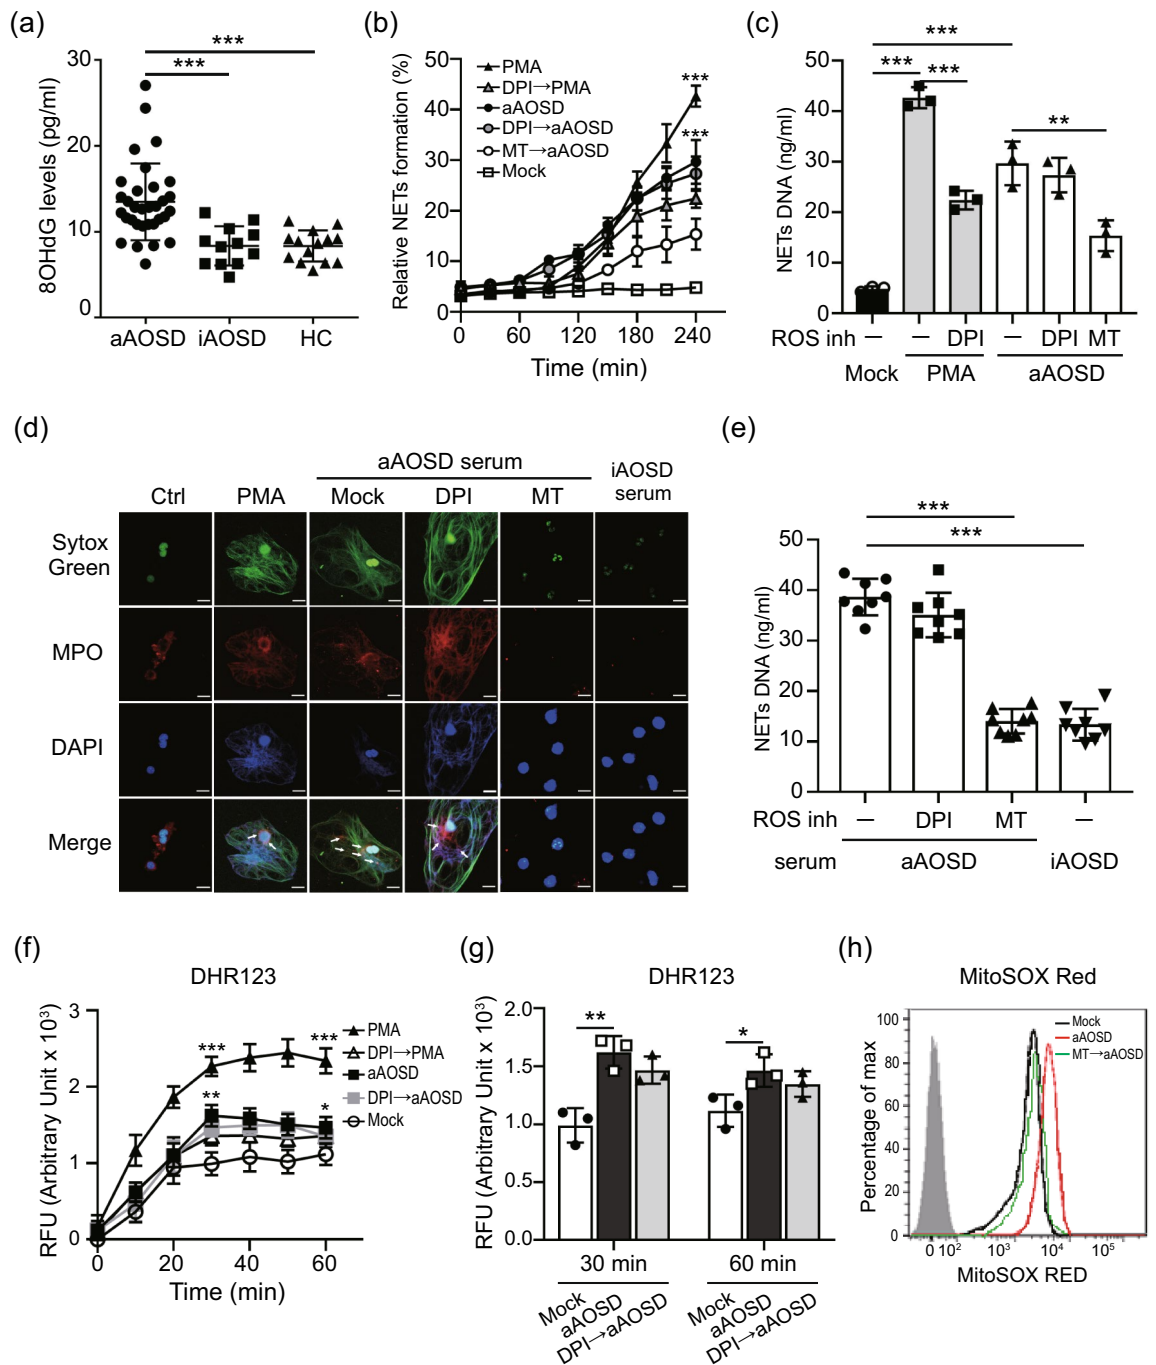 (a)
8OHdG levels (pg/ml)
30
20
10
0
***
***
aAOSD iAOSD HC
(b)
Relative NETs formation (%)
50
40
30
20
10
0
PMA
DPI→PMA
aAOSD
DPI→aAOSD
MT→aAOSD
Mock
***
***
0 60 120 180 240
Time (min)
(c)
NETs DNA (ng/ml)
50
40
30
20
10
0
***
*** ***
**
ROS inh — — DPI — DPI MT
Mock PMA aAOSD
(d)
aAOSD serum
iAOSD
serum
Ctrl PMA Mock DPI MT
Sytox
Green
MPO
DAPI
Merge
(e)
NETs DNA (ng/ml)
50
40
30
20
10
0
***
***
ROS inh — DPI MT —
serum aAOSD iAOSD
(f)
DHR123
RFU (Arbitrary Unit x 10³)
3
2
1
0
*** ***
** *
PMA
DPI→PMA
aAOSD
DPI→aAOSD
Mock
0 20 40 60
Time (min)
(g)
DHR123
RFU (Arbitrary Unit x 10³)
2.0
1.5
1.0
0.5
0.0
** *
30 min 60 min
Mock aAOSD DPI→aAOSD Mock aAOSD DPI→aAOSD
(h)
MitoSOX Red
Percentage of max
100
80
60
40
20
0
Mock
aAOSD
MT→aAOSD
0 10² 10³ 10⁴ 10⁵
MitoSOX RED